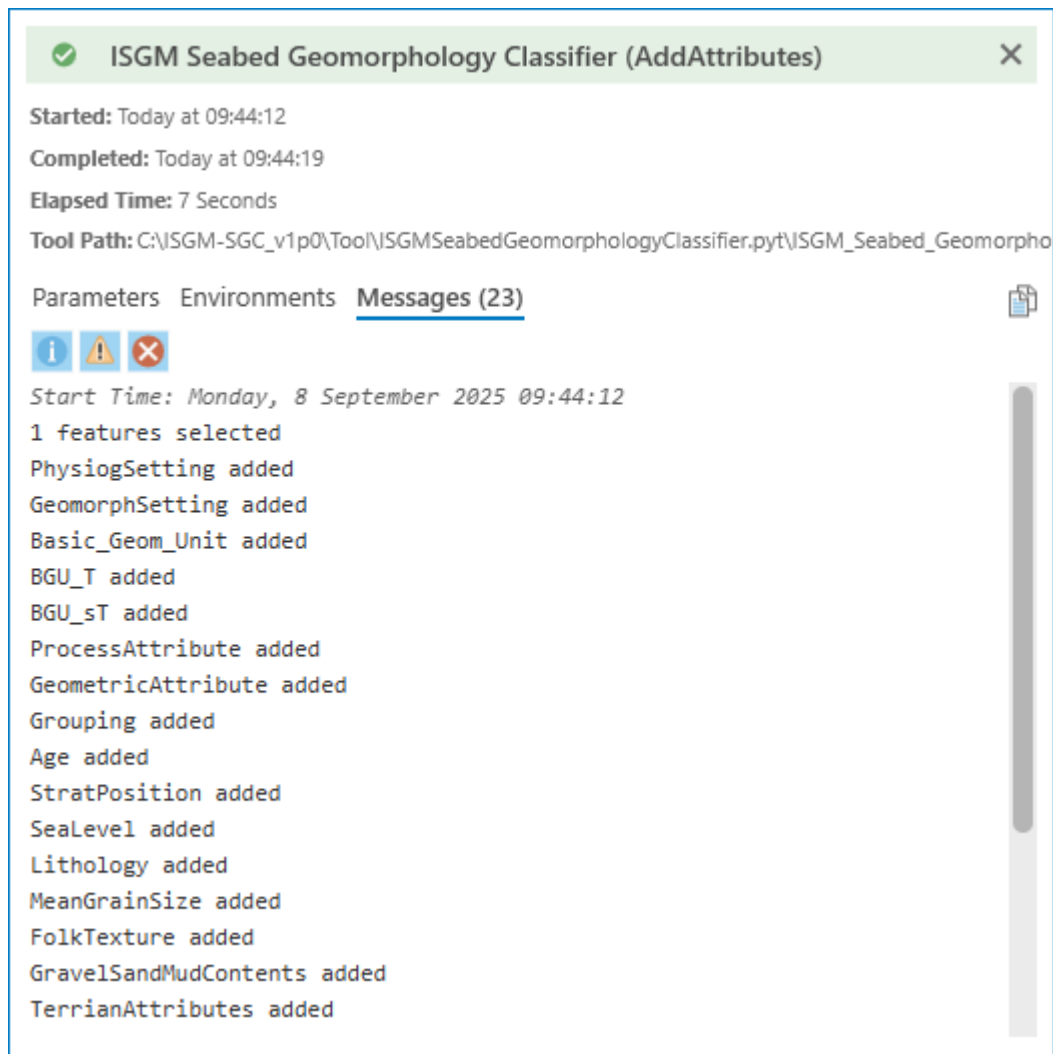 ISGM Seabed Geomorphology Classifier (AddAttributes)
Started: Today at 09:44:12
Completed: Today at 09:44:19
Elapsed Time: 7 Seconds
Tool Path: C:\ISGM-SGC_v1p0\Tool\ISGMSeabedGeomorphologyClassifier.pyt\ISGM_Seabed_Geomorpho
Parameters Environments Messages (23)
Start Time: Monday, 8 September 2025 09:44:12
1 features selected
PhysiogSetting added
GeomorphSetting added
Basic_Geom_Unit added
BGU_T added
BGU_sT added
ProcessAttribute added
GeometricAttribute added
Grouping added
Age added
StratPosition added
SeaLevel added
Lithology added
MeanGrainSize added
FolkTexture added
GravelSandMudContents added
TerrianAttributes added